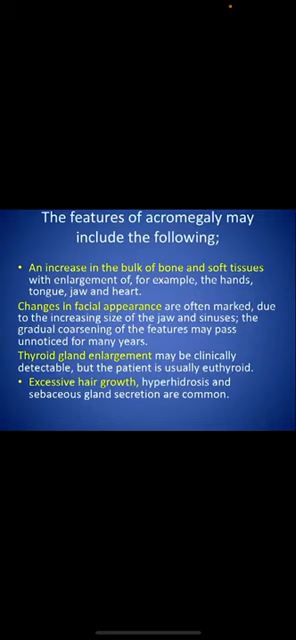 The features of acromegaly may
include the following;
• An increase in the bulk of bone and soft tissues
with enlargement of, for example, the hands,
tongue, jaw and heart.
Changes in facial appearance are often marked, due
to the increasing size of the jaw and sinuses; the
gradual coarsening of the features may pass
unnoticed for many years.
Thyroid gland enlargement may be clinically
detectable, but the patient is usually euthyroid.
• Excessive hair growth, hyperhidrosis and
sebaceous gland secretion are common.